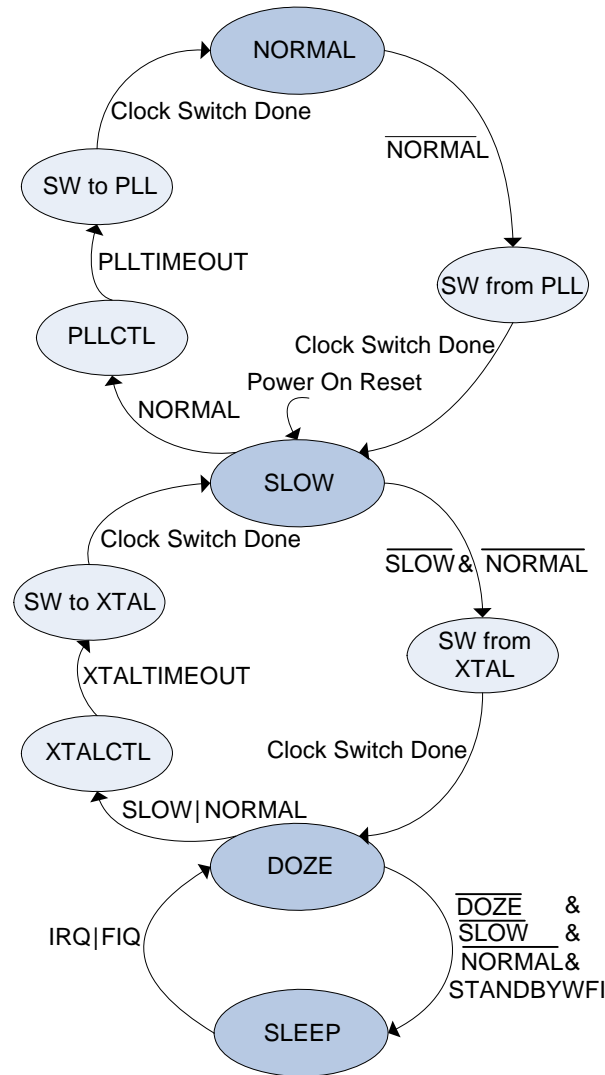 NORMAL
Clock Switch Done
NORMAL
SW to PLL
PLLTIMEOUT
SW from PLL
PLLCTL
Clock Switch Done
Power On Reset
NORMAL
SLOW
Clock Switch Done
SLOW & NORMAL
SW to XTAL
SW from
XTAL
XTALTIMEOUT
XTALCTL
Clock Switch Done
SLOW|NORMAL
DOZE
IRQ|FIQ
DOZE &
SLOW &
NORMAL &
STANDBYWFI
SLEEP